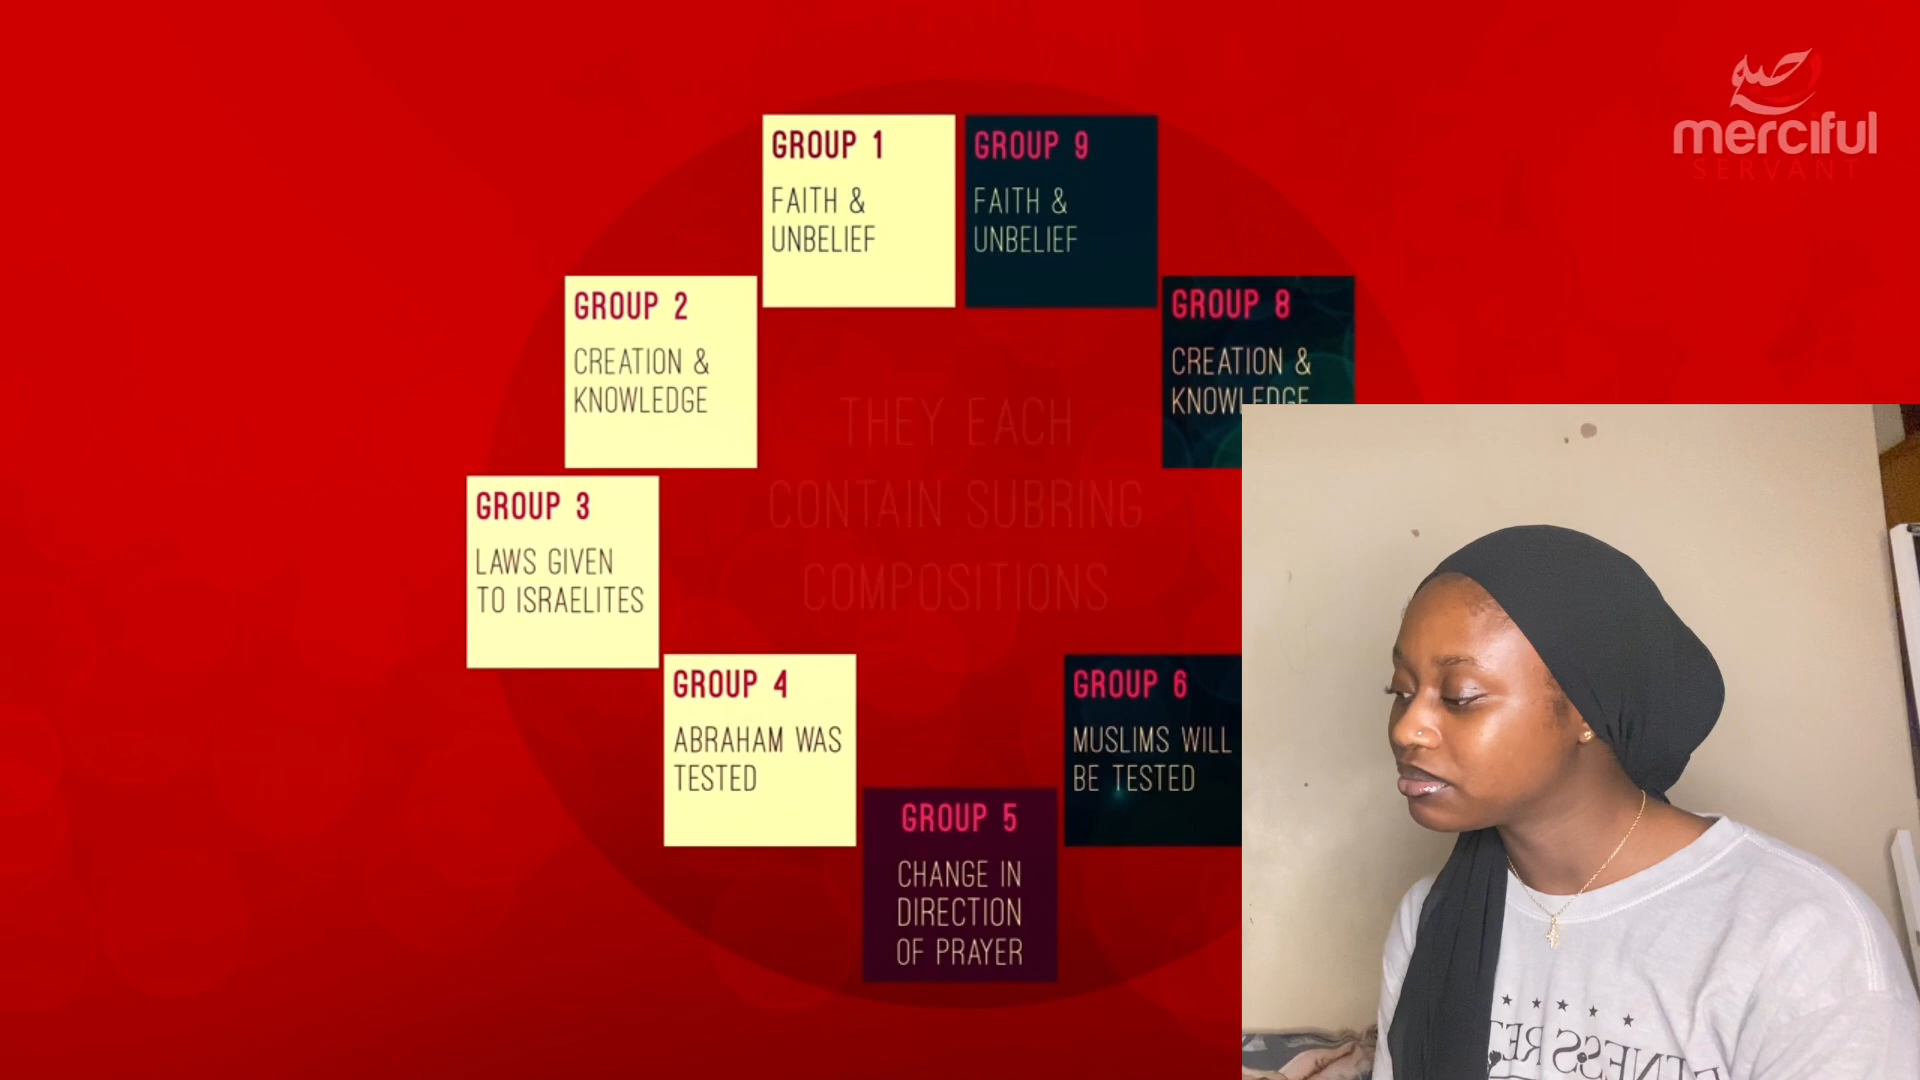 merciful
SERVANT
GROUP 1
FAITH &
UNBELIEF
GROUP 9
FAITH &
UNBELIEF
GROUP 2
CREATION &
KNOWLEDGE
GROUP 8
CREATION &
KNOWLEDGE
THEY EACH
CONTAIN SUBRING
COMPOSITIONS
GROUP 3
LAWS GIVEN
TO ISRAELITES
GROUP 4
ABRAHAM WAS
TESTED
GROUP 6
MUSLIMS WILL
BE TESTED
GROUP 5
CHANGE IN
DIRECTION
OF PRAYER